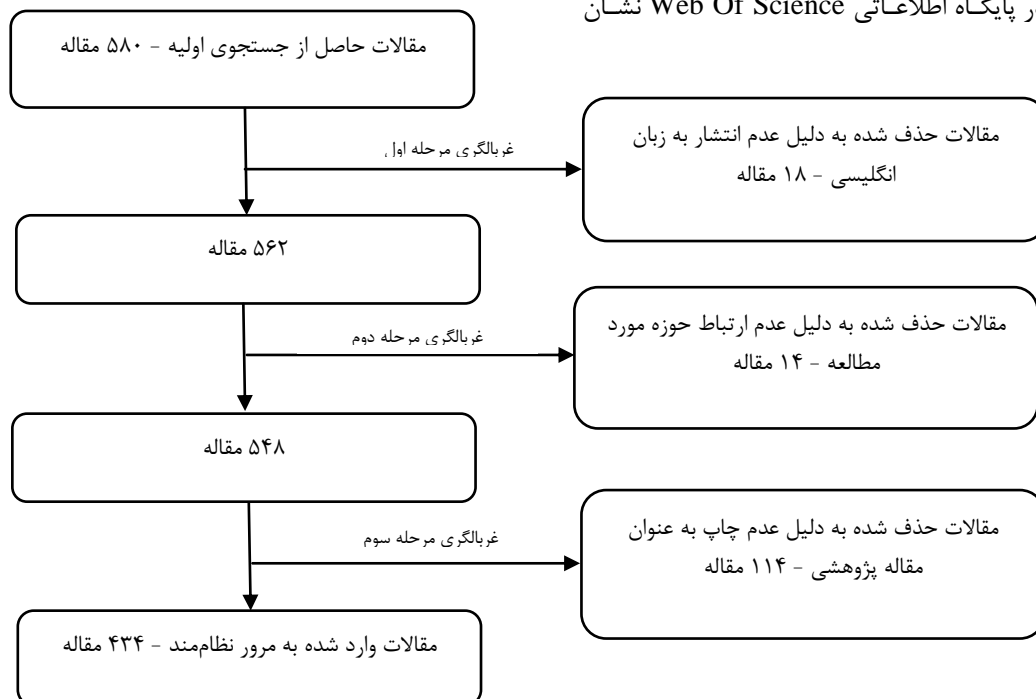 ر پایگـاه اطلاعـاتی Web Of Science نشـان
مقالات حاصل از جستجوی اولیه - ۵۸۰ مقاله
غربالگری مرحله اول
مقالات حذف شده به دلیل عدم انتشار به زبان
انگلیسی - ۱۸ مقاله
۵۶۲ مقاله
غربالگری مرحله دوم
مقالات حذف شده به دلیل عدم ارتباط حوزه مورد
مطالعه - ۱۴ مقاله
۵۴۸ مقاله
غربالگری مرحله سوم
مقالات حذف شده به دلیل عدم چاپ به عنوان
مقاله پژوهشی - ۱۱۴ مقاله
مقالات وارد شده به مرور نظام‌مند - ۴۳۴ مقاله